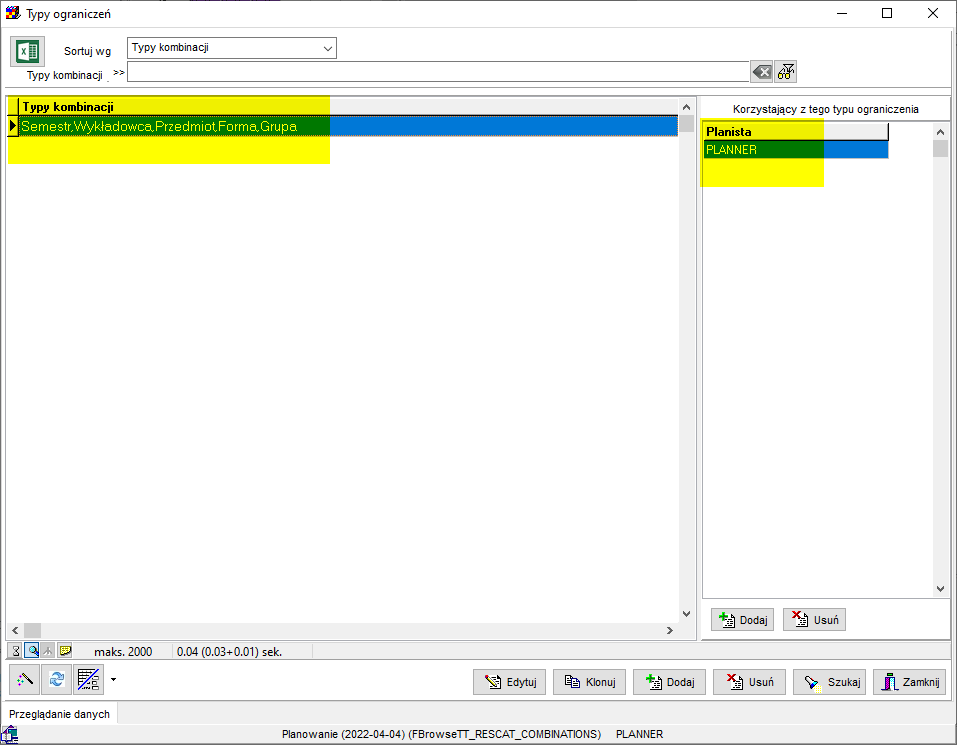 Typy ograniczeń
Sortuj wg
Typy kombinacji
Typy kombinacji >>
Typy kombinacji
Semestr,Wykładowca,Przedmiot,Forma,Grupa
Korzystający z tego typu ograniczenia
Planista
PLANNER
Dodaj
Usuń
maks. 2000
0.04 (0.03+0.01) sek.
Edytuj
Klonuj
Dodaj
Usuń
Szukaj
Zamknij
Przeglądanie danych
Planowanie (2022-04-04) (FBrowseTT_RESCAT_COMBINATIONS) PLANNER